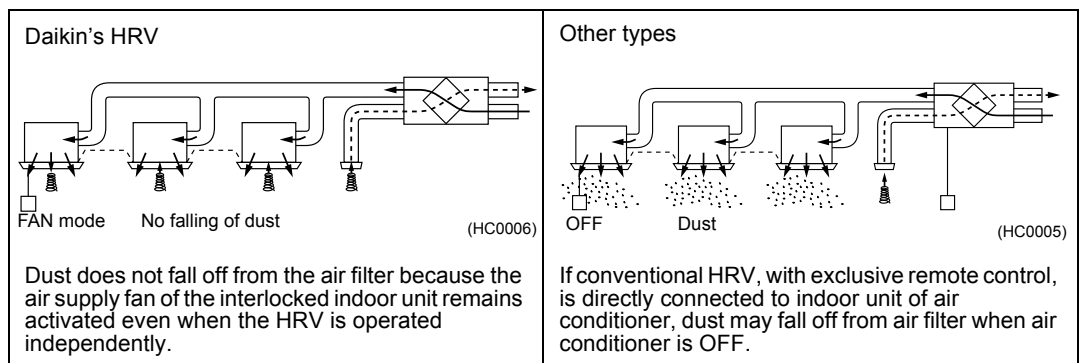 Daikin's HRV
FAN mode
No falling of dust
(HC0006)
Dust does not fall off from the air filter because the
air supply fan of the interlocked indoor unit remains
activated even when the HRV is operated
independently.
Other types
OFF
Dust
(HC0005)
If conventional HRV, with exclusive remote control,
is directly connected to indoor unit of air
conditioner, dust may fall off from air filter when air
conditioner is OFF.